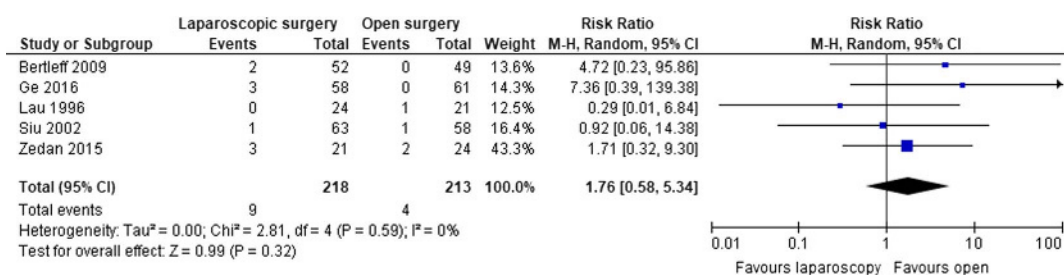 Laparoscopic surgery Open surgery Risk Ratio Risk Ratio
Study or Subgroup Events Total Events Total Weight M-H, Random, 95% CI M-H, Random, 95% CI
Bertleff 2009 2 52 0 49 13.6% 4.72 [0.23, 95.86]
Ge 2016 3 58 0 61 14.3% 7.36 [0.39, 139.38]
Lau 1996 0 24 1 21 12.5% 0.29 [0.01, 6.84]
Siu 2002 1 63 1 58 16.4% 0.92 [0.06, 14.38]
Zedan 2015 3 21 2 24 43.3% 1.71 [0.32, 9.30]
Total (95% CI) 218 213 100.0% 1.76 [0.58, 5.34]
Total events 9 4
Heterogeneity: Tau² = 0.00; Chi² = 2.81, df = 4 (P = 0.59); I² = 0%
Test for overall effect: Z = 0.99 (P = 0.32)
0.01 0.1 1 10 100
Favours laparoscopy Favours open